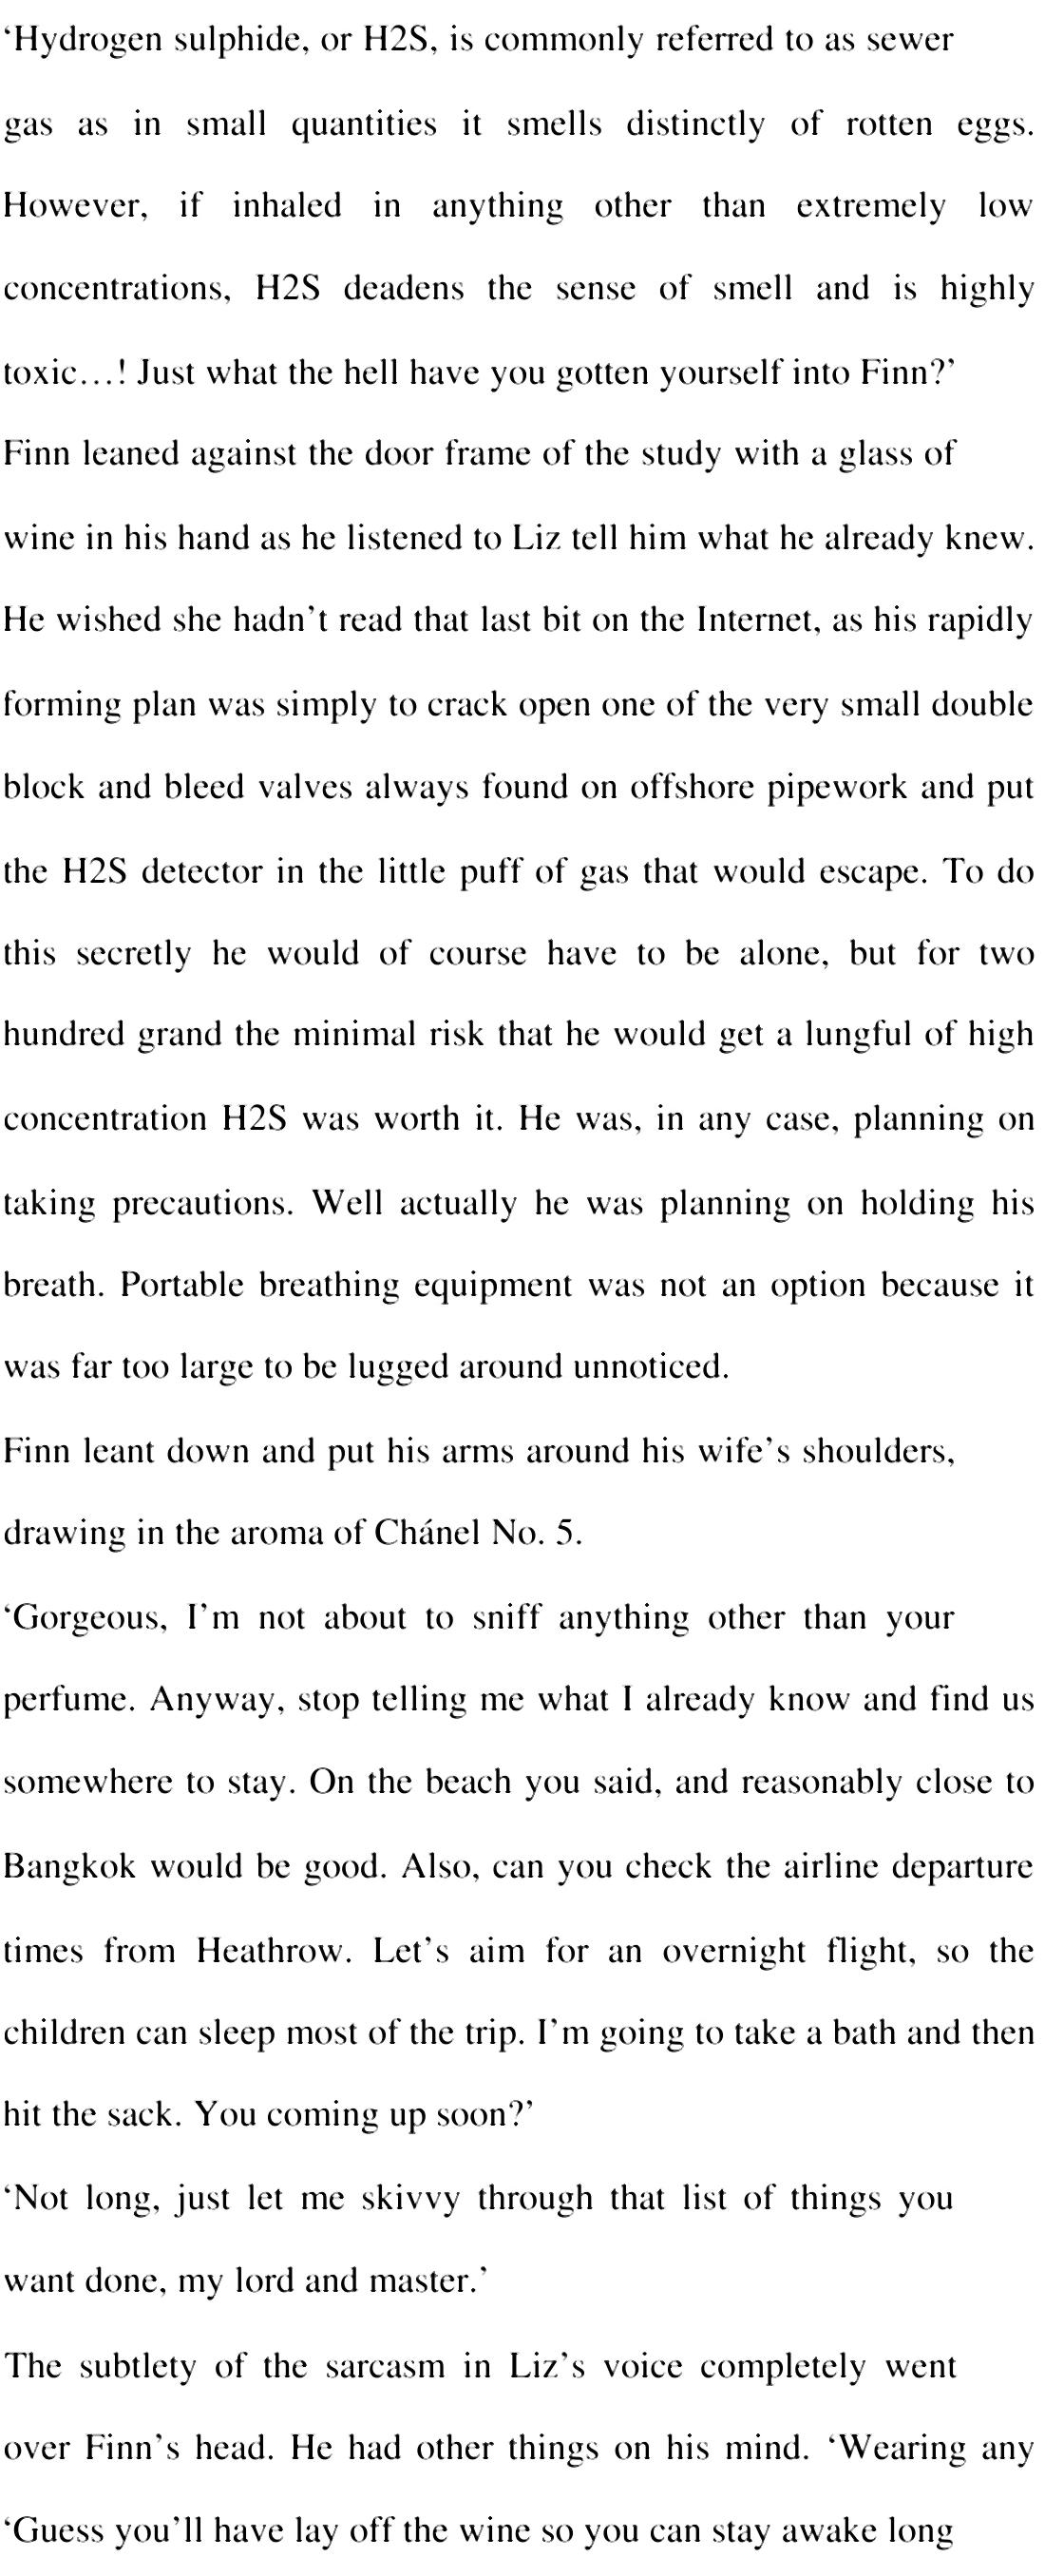 ‘Hydrogen sulphide, or H2S, is commonly referred to as sewer
gas as in small quantities it smells distinctly of rotten eggs.
However, if inhaled in anything other than extremely low
concentrations, H2S deadens the sense of smell and is highly
toxic…! Just what the hell have you gotten yourself into Finn?’
Finn leaned against the door frame of the study with a glass of
wine in his hand as he listened to Liz tell him what he already knew.
He wished she hadn’t read that last bit on the Internet, as his rapidly
forming plan was simply to crack open one of the very small double
block and bleed valves always found on offshore pipework and put
the H2S detector in the little puff of gas that would escape. To do
this secretly he would of course have to be alone, but for two
hundred grand the minimal risk that he would get a lungful of high
concentration H2S was worth it. He was, in any case, planning on
taking precautions. Well actually he was planning on holding his
breath. Portable breathing equipment was not an option because it
was far too large to be lugged around unnoticed.
Finn leant down and put his arms around his wife’s shoulders,
drawing in the aroma of Chánel No. 5.
‘Gorgeous, I’m not about to sniff anything other than your
perfume. Anyway, stop telling me what I already know and find us
somewhere to stay. On the beach you said, and reasonably close to
Bangkok would be good. Also, can you check the airline departure
times from Heathrow. Let’s aim for an overnight flight, so the
children can sleep most of the trip. I’m going to take a bath and then
hit the sack. You coming up soon?’
‘Not long, just let me skivvy through that list of things you
want done, my lord and master.’
The subtlety of the sarcasm in Liz’s voice completely went
over Finn’s head. He had other things on his mind. ‘Wearing any
‘Guess you’ll have lay off the wine so you can stay awake long